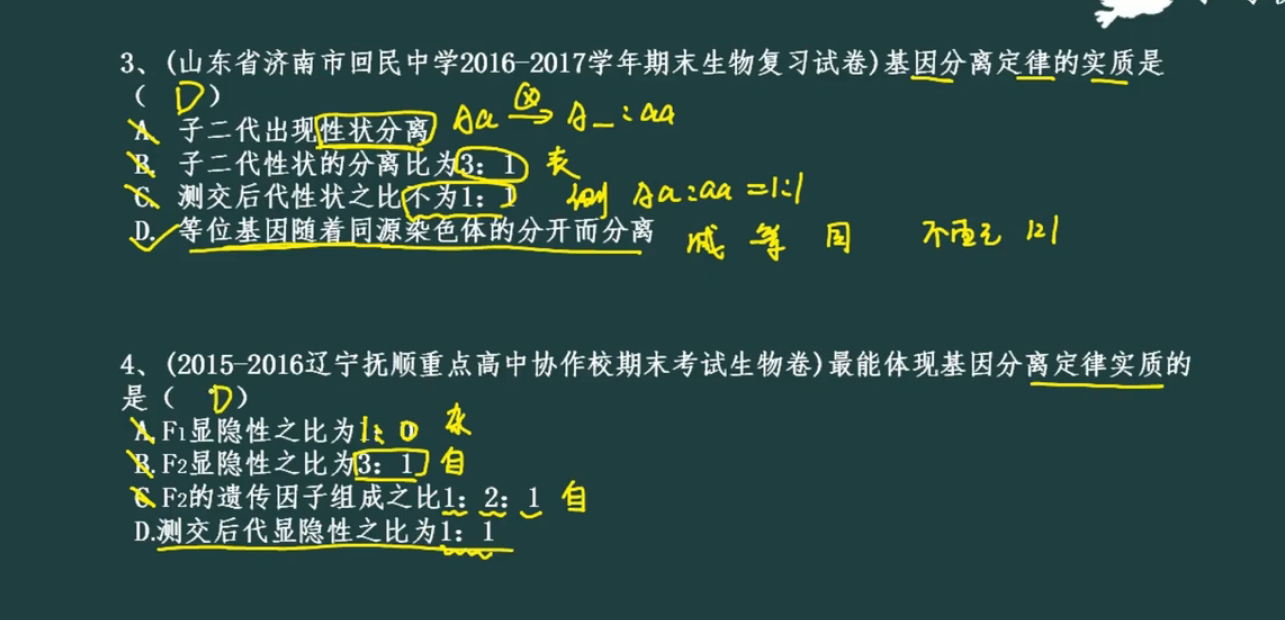 3、(山东省济南市回民中学2016-2017学年期末生物复习试卷)基因分离定律的实质是
( D )
A. 子二代出现性状分离 Aa ⊗→ A_:aa
B. 子二代性状的分离比为3：1 表
C. 测交后代性状之比不为1：1 测 Aa:aa =1:1
D. 等位基因随着同源染色体的分开而分离 减 等 同
4、(2015-2016辽宁抚顺重点高中协作校期末考试生物卷)最能体现基因分离定律实质的
是( D )
A.F1显隐性之比为1：0 杂
B.F2显隐性之比为3：1 自
C.F2的遗传因子组成之比1：2：1 自
D.测交后代显隐性之比为1：1